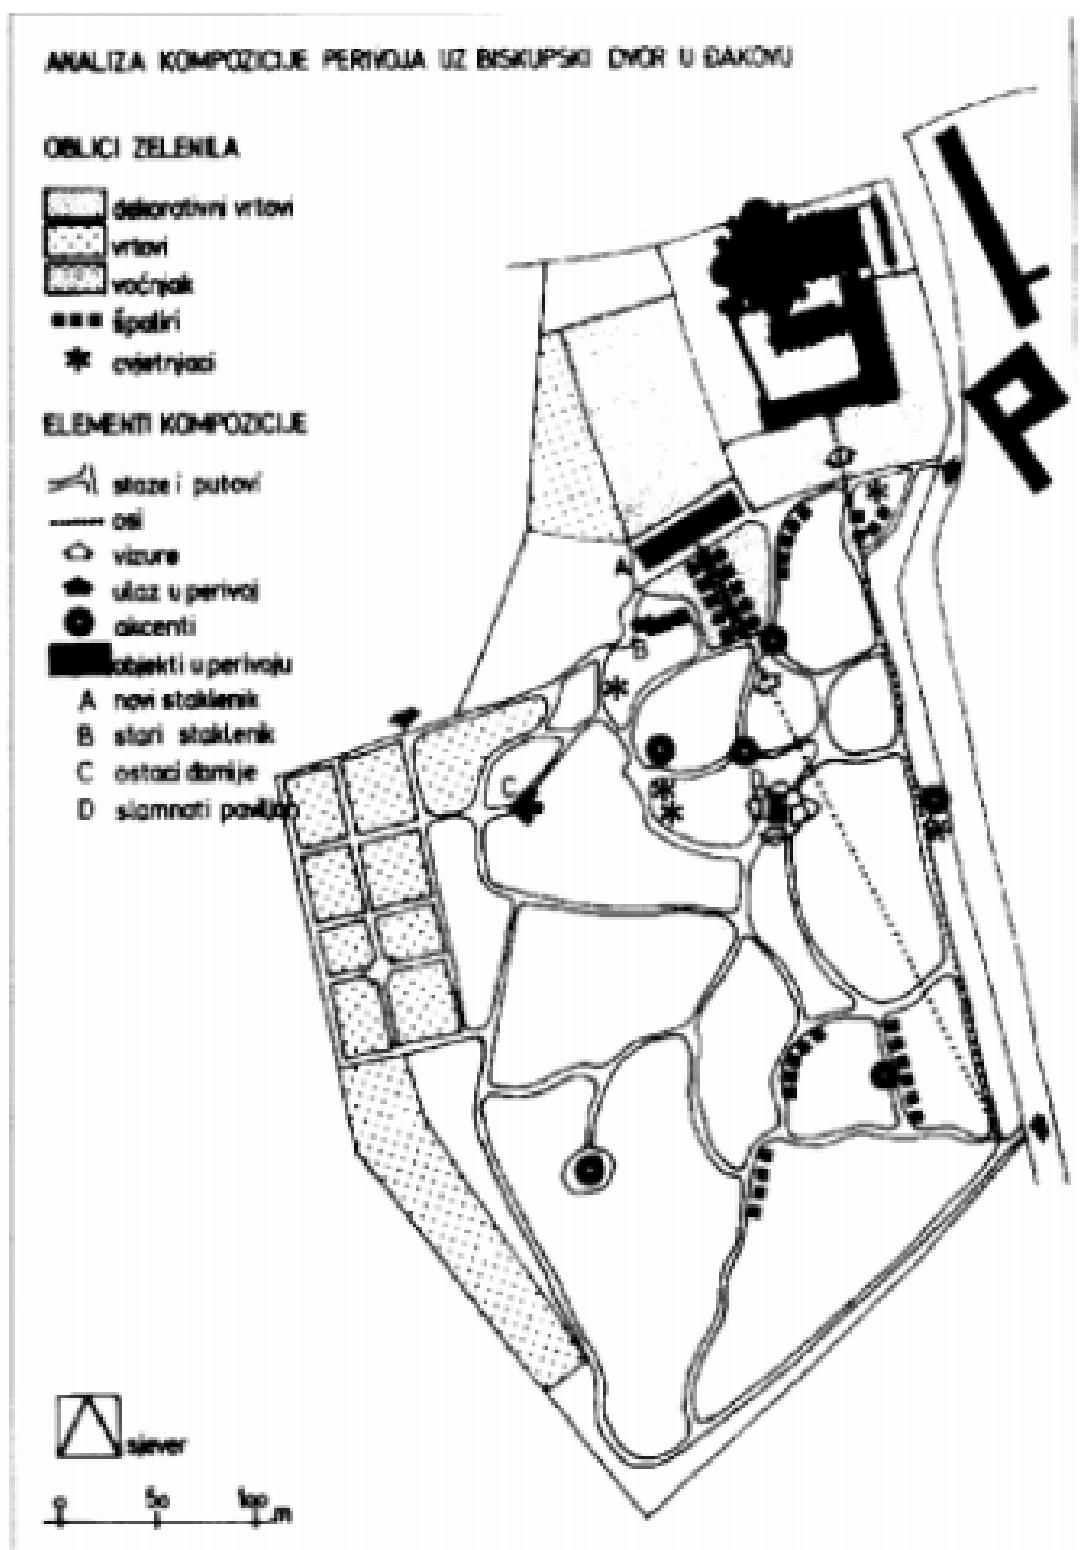 ANALIZA KOMPOZICIJE PERIVOJA UZ BISKUPSKI DVOR U ĐAKOVU
OBLICI ZELENILA
dekorativni vrtovi
vrtovi
voćnjak
špaliri
cvjetnjaci
ELEMENTI KOMPOZICIJE
staze i putovi
osi
vizure
ulaz u perivoj
akcenti
objekti u perivoju
A novi staklenik
B stari staklenik
C ostaci damije
D slamnati paviljon
A
B
C
D
sjever
0 50 100 m